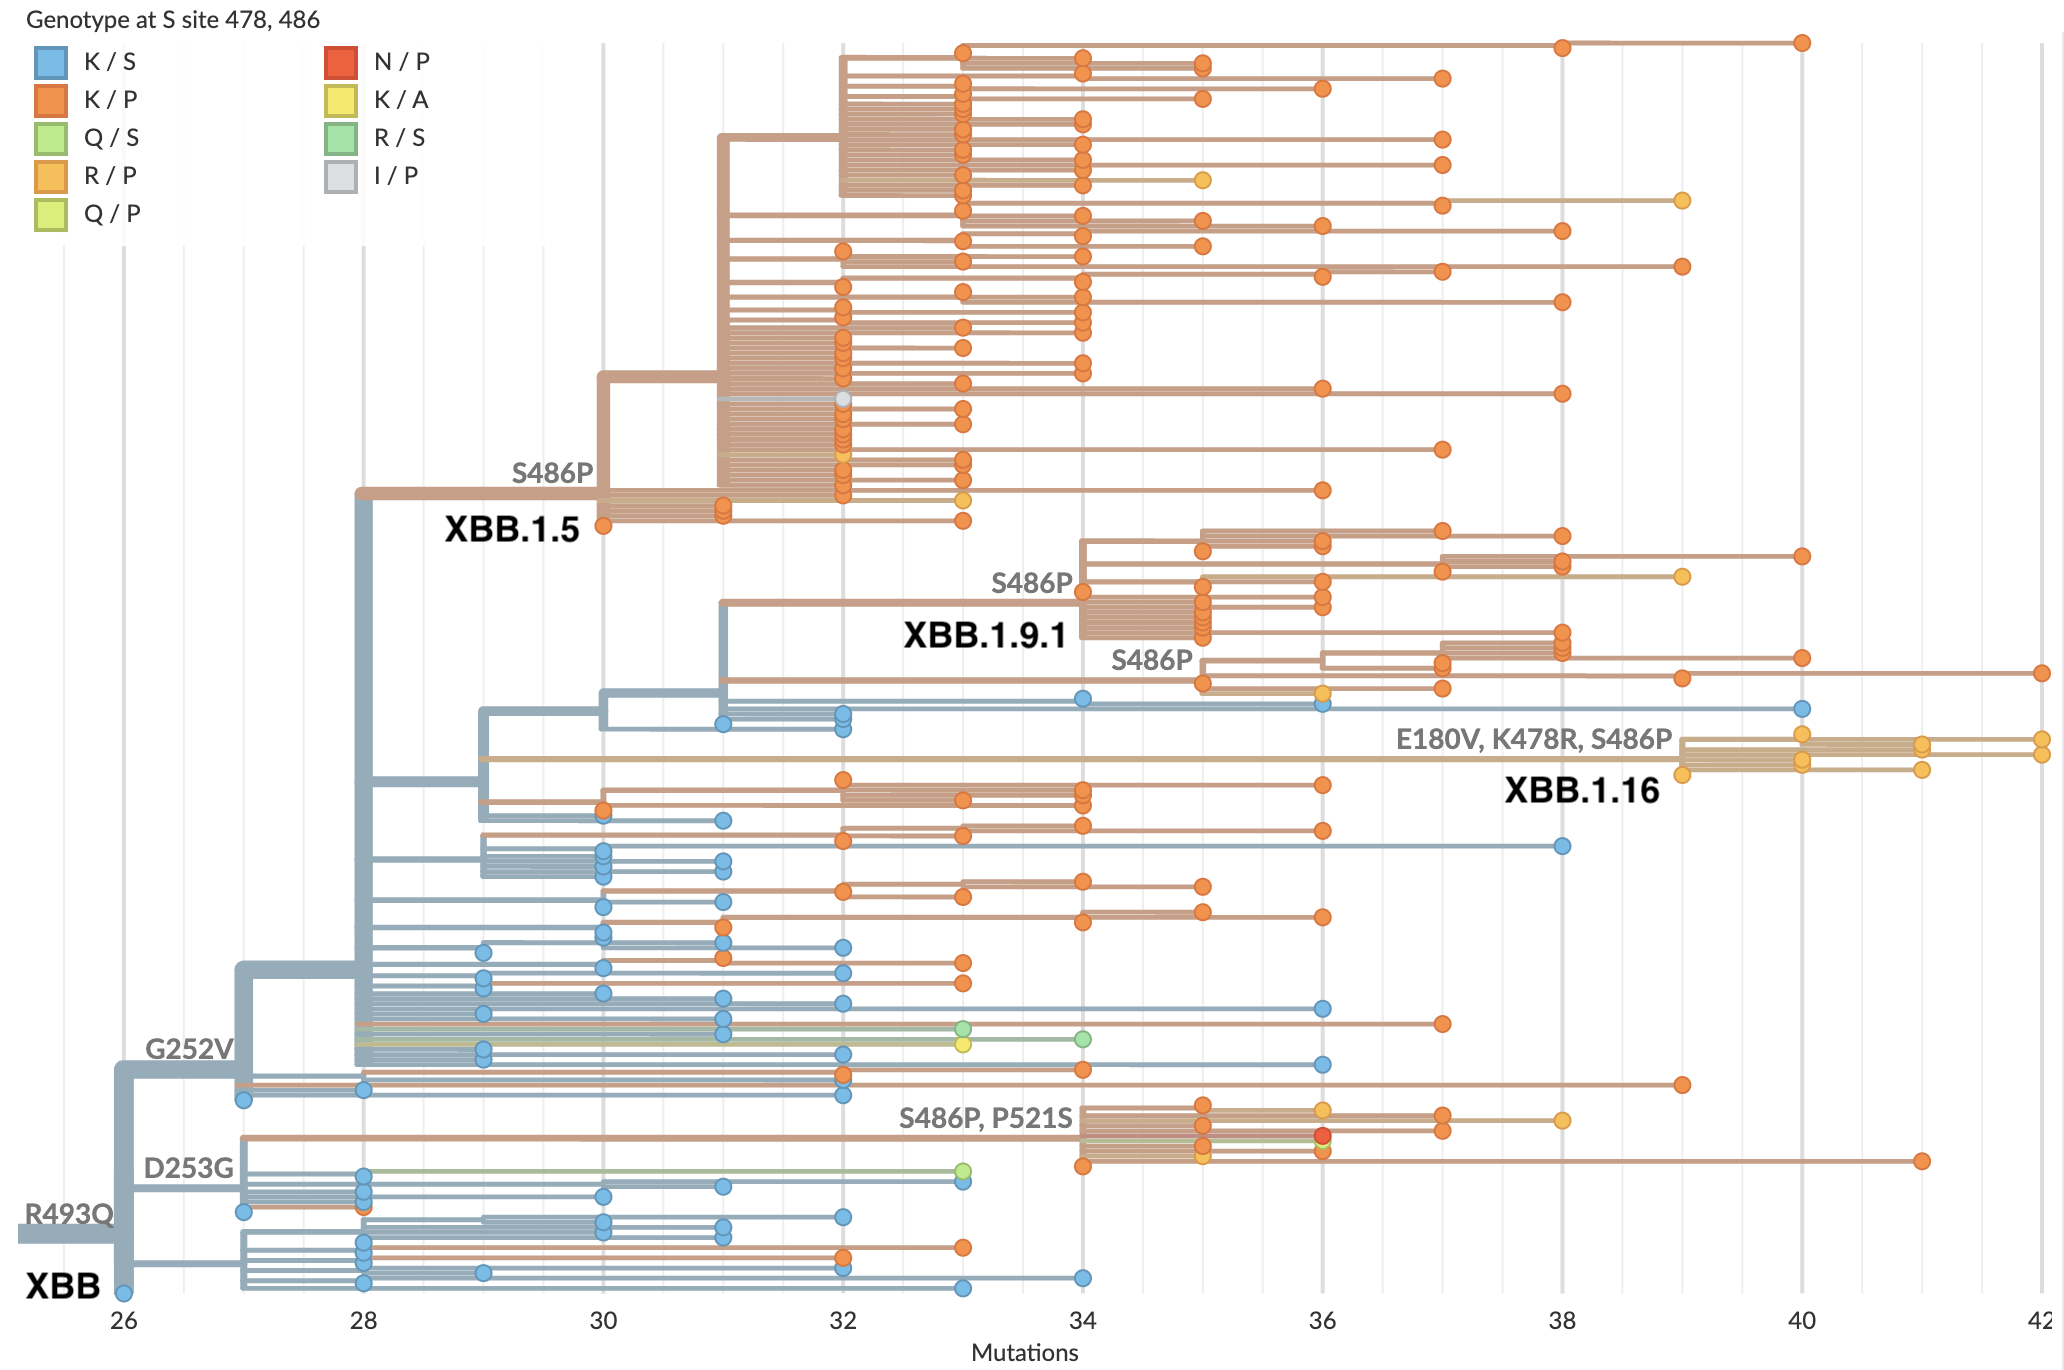 Genotype at S site 478, 486
K / S
K / P
Q / S
R / P
Q / P
N / P
K / A
R / S
I / P
S486P
XBB.1.5
S486P
XBB.1.9.1
S486P
E180V, K478R, S486P
XBB.1.16
G252V
S486P, P521S
D253G
R493Q
XBB
26 28 30 32 34 36 38 40 42
Mutations